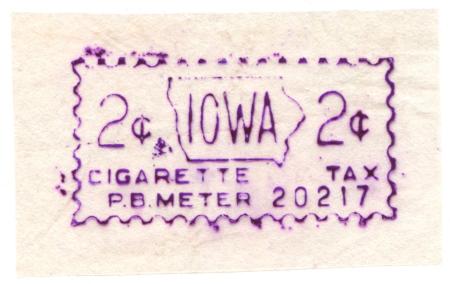 2¢ IOWA 2¢
CIGARETTE TAX
P.B.METER 20217